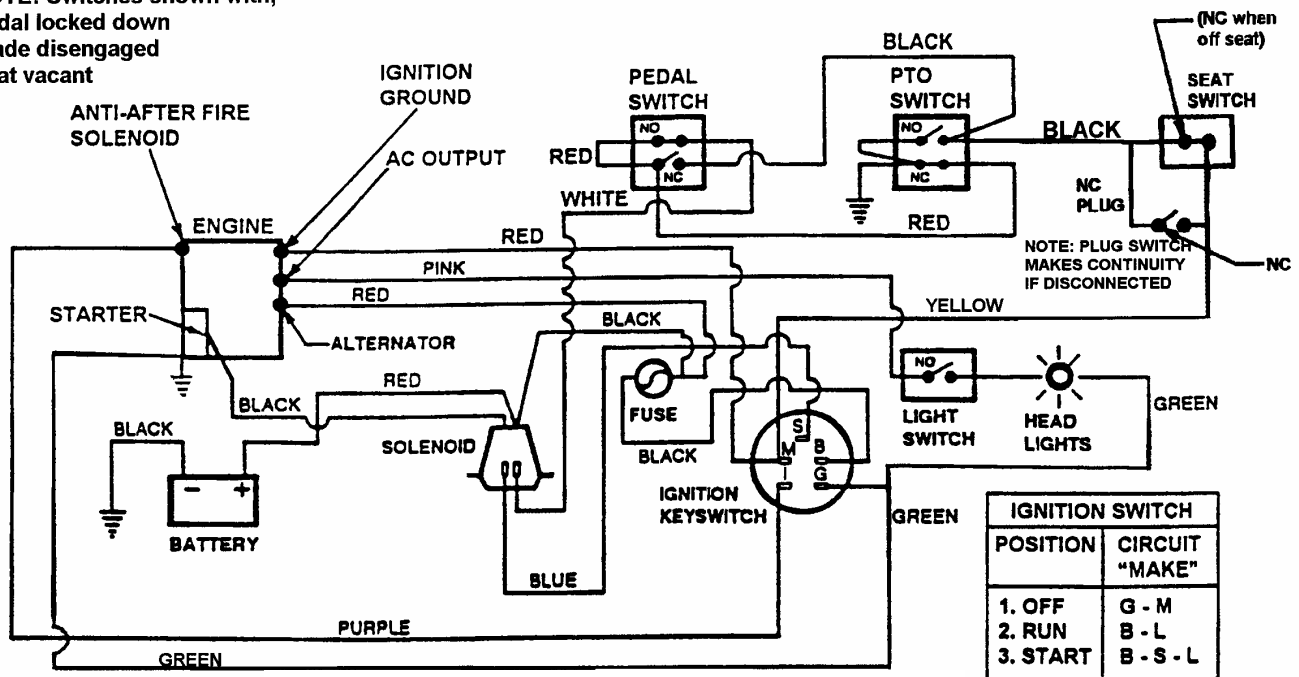 OTE: Switches shown with,
dal locked down
ade disengaged
at vacant
ANTI-AFTER FIRE
SOLENOID
IGNITION
GROUND
AC OUTPUT
ENGINE
STARTER
ALTERNATOR
PEDAL
SWITCH
NO
NC
RED
WHITE
BLACK
PTO
SWITCH
NO
NC
RED
BLACK
(NC when
off seat)
SEAT
SWITCH
NC
PLUG
NOTE: PLUG SWITCH
MAKES CONTINUITY
IF DISCONNECTED
NC
RED
PINK
RED
BLACK
YELLOW
RED
BLACK
BLACK
SOLENOID
FUSE
BLACK
NO
LIGHT
SWITCH
HEAD
LIGHTS
GREEN
S
M
B
I
G
IGNITION
KEYSWITCH
GREEN
- +
BATTERY
BLUE
PURPLE
GREEN
IGNITION SWITCH
POSITION CIRCUIT
"MAKE"
1. OFF G - M
2. RUN B - L
3. START B - S - L